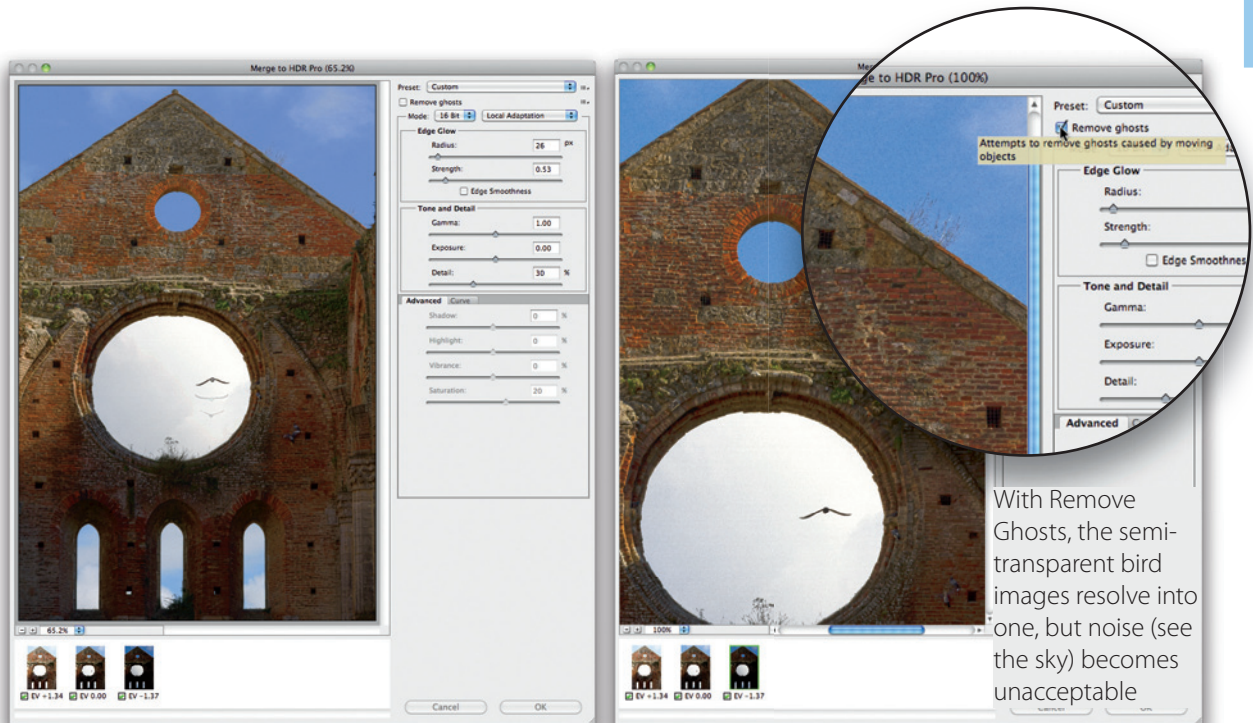 Merge to HDR Pro (65.2%)
Preset: Custom
Remove ghosts
Mode: 16 Bit Local Adaptation
Edge Glow
Radius: 26 px
Strength: 0.53
Edge Smoothness
Tone and Detail
Gamma: 1.00
Exposure: 0.00
Detail: 30 %
Advanced Curve
Shadow: 0 %
Highlight: 0 %
Vibrance: 0 %
Saturation: 20 %
65.2%
EV +1.34 EV 0.00 EV -1.37
Cancel OK
Me
ge to HDR Pro (100%)
Preset: Custom
Remove ghosts
Attempts to remove ghosts caused by moving
objects
Edge Glow
Radius:
Strength:
Edge Smoothnes
Tone and Detail
Gamma:
Exposure:
Detail:
Advanced C
100%
EV +1.34 EV 0.00 EV -1.37
With Remove
Ghosts, the semi-
transparent bird
images resolve into
one, but noise (see
the sky) becomes
unacceptable